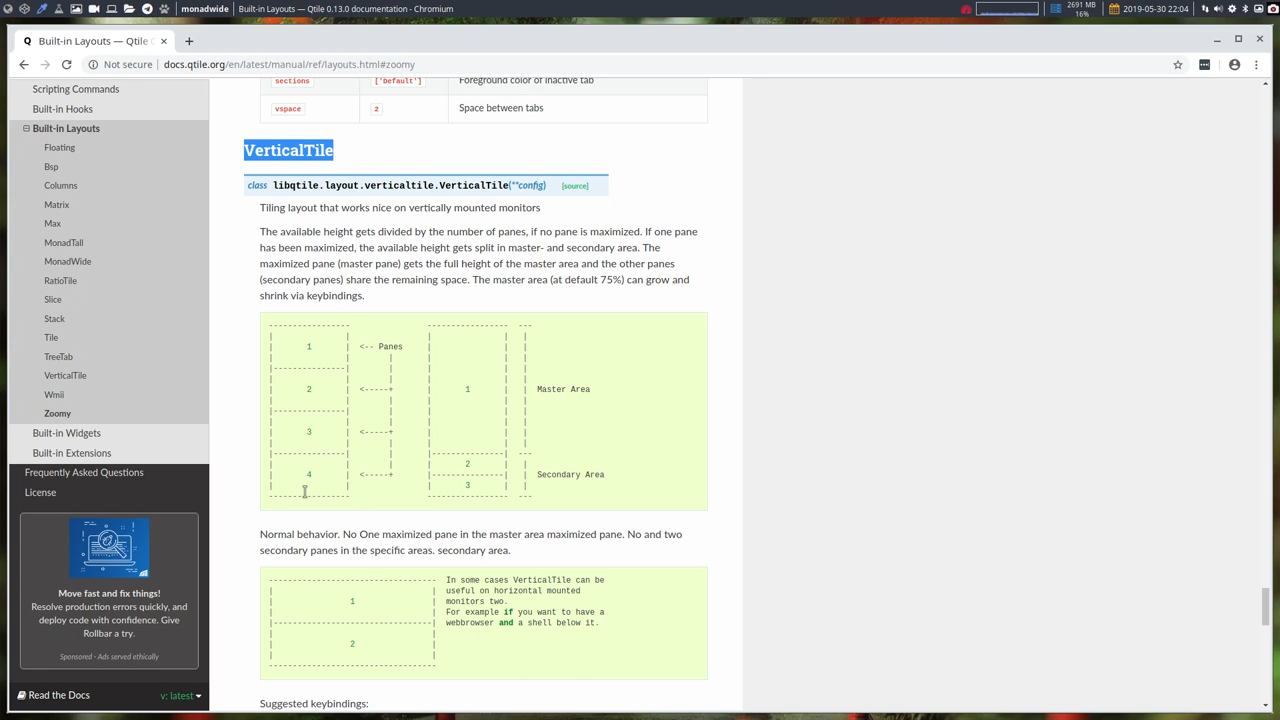 monadwide
Built-in Layouts — Qtile 0.13.0 documentation - Chromium
2691 MB
16%
2019-05-30 22:04
Q Built-in Layouts — Qtile
Not secure | docs.qtile.org/en/latest/manual/ref/layouts.html#zoomy
Scripting Commands
Built-in Hooks
Built-in Layouts
Floating
Bsp
Columns
Matrix
Max
MonadTall
MonadWide
RatioTile
Slice
Stack
Tile
TreeTab
VerticalTile
Wmii
Zoomy
Built-in Widgets
Built-in Extensions
Frequently Asked Questions
License
Move fast and fix things!
Resolve production errors quickly, and
deploy code with confidence. Give
Rollbar a try.
Sponsored · Ads served ethically
Read the Docs v: latest
sections ['Default'] Foreground color of inactive tab
vspace 2 Space between tabs
VerticalTile
class libqtile.layout.verticaltile.VerticalTile(**config) [source]
Tiling layout that works nice on vertically mounted monitors
The available height gets divided by the number of panes, if no pane is maximized. If one pane
has been maximized, the available height gets split in master- and secondary area. The
maximized pane (master pane) gets the full height of the master area and the other panes
(secondary panes) share the remaining space. The master area (at default 75%) can grow and
shrink via keybindings.
1 <-- Panes
2 <-----+ 1 Master Area
3 <-----+
2
4 <-----+ Secondary Area
3
Normal behavior. No One maximized pane in the master area maximized pane. No and two
secondary panes in the specific areas. secondary area.
In some cases VerticalTile can be
useful on horizontal mounted
1 monitors two.
For example if you want to have a
webbrowser and a shell below it.
2
Suggested keybindings: